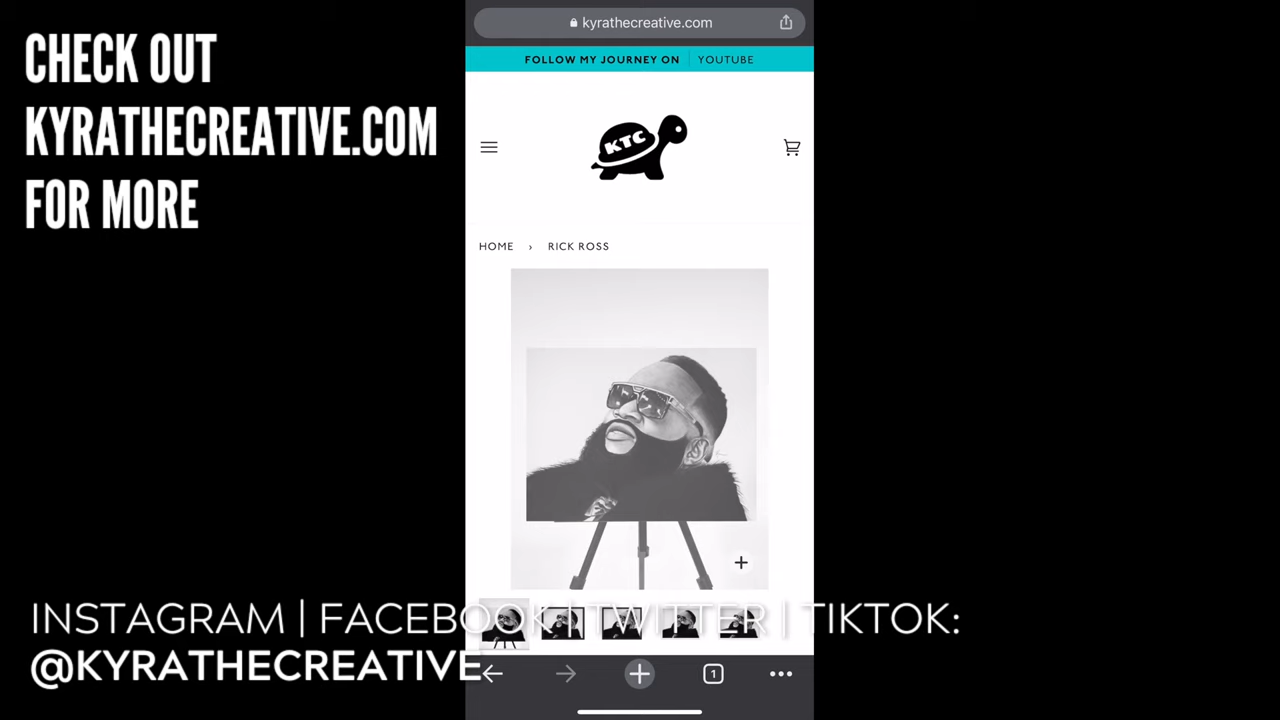 CHECK OUT
KYRATHECREATIVE.COM
FOR MORE
kyrathecreative.com
FOLLOW MY JOURNEY ON YOUTUBE
KTC
HOME › RICK ROSS
INSTAGRAM | FACEBOOK | TWITTER | TIKTOK:
@KYRATHECREATIVE
1